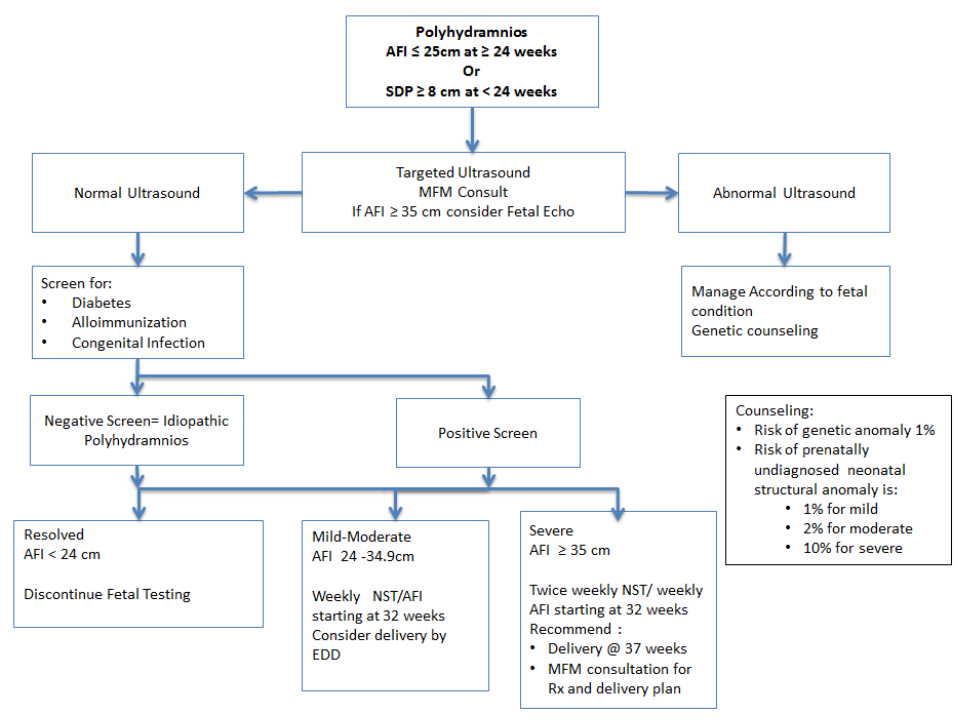 Polyhydramnios
AFI ≤ 25cm at ≥ 24 weeks
Or
SDP ≥ 8 cm at < 24 weeks
Normal Ultrasound
Targeted Ultrasound
MFM Consult
If AFI ≥ 35 cm consider Fetal Echo
Abnormal Ultrasound
Screen for:
• Diabetes
• Alloimmunization
• Congenital Infection
Manage According to fetal
condition
Genetic counseling
Negative Screen= Idiopathic
Polyhydramnios
Positive Screen
Counseling:
• Risk of genetic anomaly 1%
• Risk of prenatally
undiagnosed neonatal
structural anomaly is:
• 1% for mild
• 2% for moderate
• 10% for severe
Resolved
AFI < 24 cm
Discontinue Fetal Testing
Mild-Moderate
AFI 24 -34.9cm
Weekly NST/AFI
starting at 32 weeks
Consider delivery by
EDD
Severe
AFI ≥ 35 cm
Twice weekly NST/ weekly
AFI starting at 32 weeks
Recommend :
• Delivery @ 37 weeks
• MFM consultation for
Rx and delivery plan